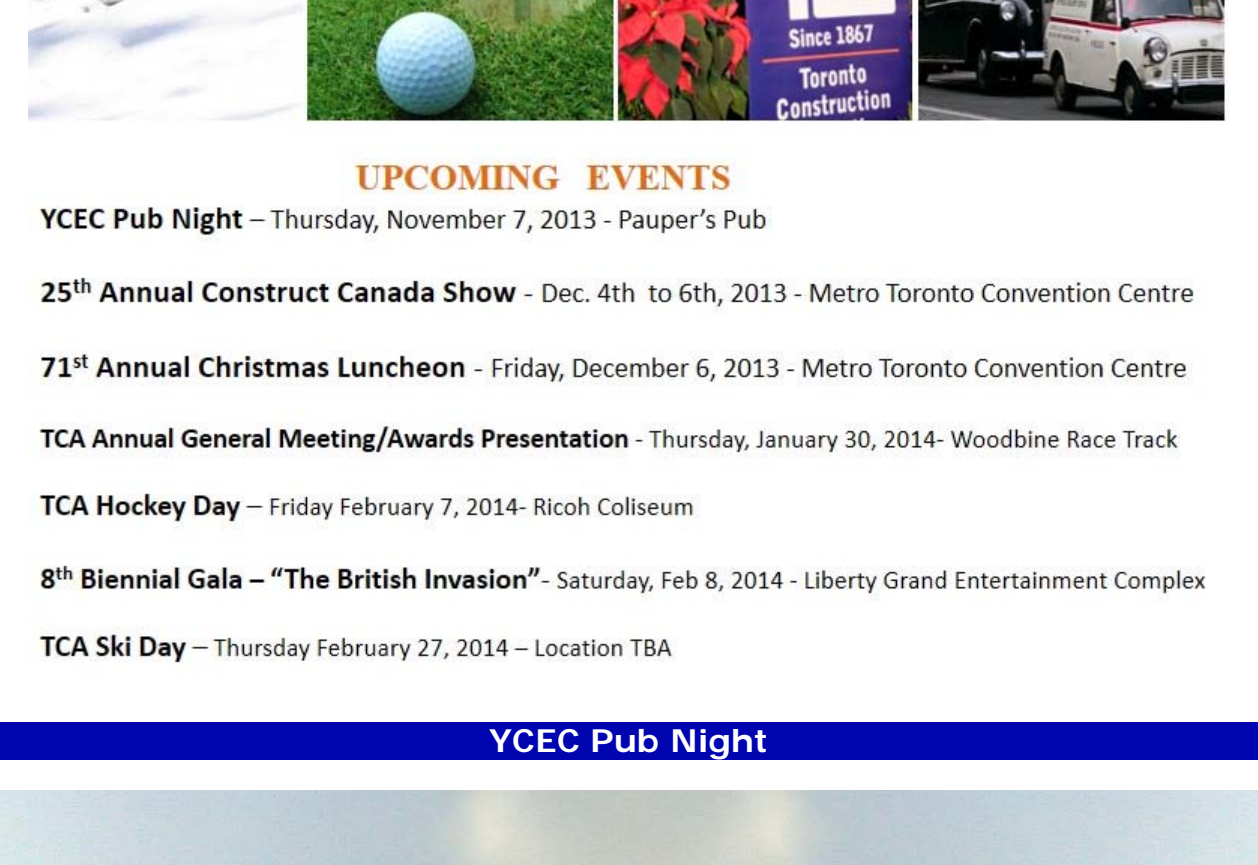 Since 1867
Toronto
Construction
UPCOMING EVENTS
YCEC Pub Night – Thursday, November 7, 2013 - Pauper’s Pub
25th Annual Construct Canada Show - Dec. 4th to 6th, 2013 - Metro Toronto Convention Centre
71st Annual Christmas Luncheon - Friday, December 6, 2013 - Metro Toronto Convention Centre
TCA Annual General Meeting/Awards Presentation - Thursday, January 30, 2014- Woodbine Race Track
TCA Hockey Day – Friday February 7, 2014- Ricoh Coliseum
8th Biennial Gala – “The British Invasion”- Saturday, Feb 8, 2014 - Liberty Grand Entertainment Complex
TCA Ski Day – Thursday February 27, 2014 – Location TBA
YCEC Pub Night